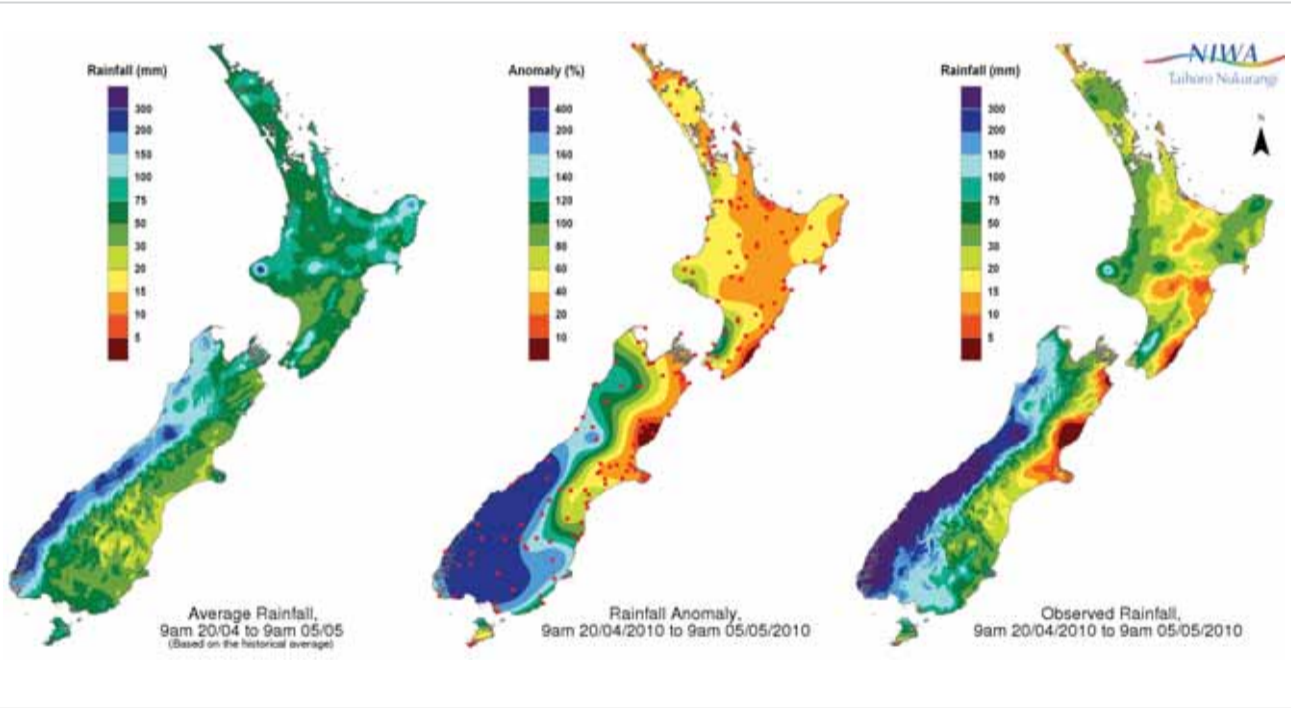 Rainfall (mm)
300
200
150
100
75
50
30
20
15
10
5
Average Rainfall,
9am 20/04 to 9am 05/05
(Based on the historical average)
Anomaly (%)
400
200
160
140
120
100
80
60
40
20
10
Rainfall Anomaly,
9am 20/04/2010 to 9am 05/05/2010
NIWA
Taihoro Nukurangi
N
Rainfall (mm)
300
200
150
100
75
50
30
20
15
10
5
Observed Rainfall,
9am 20/04/2010 to 9am 05/05/2010